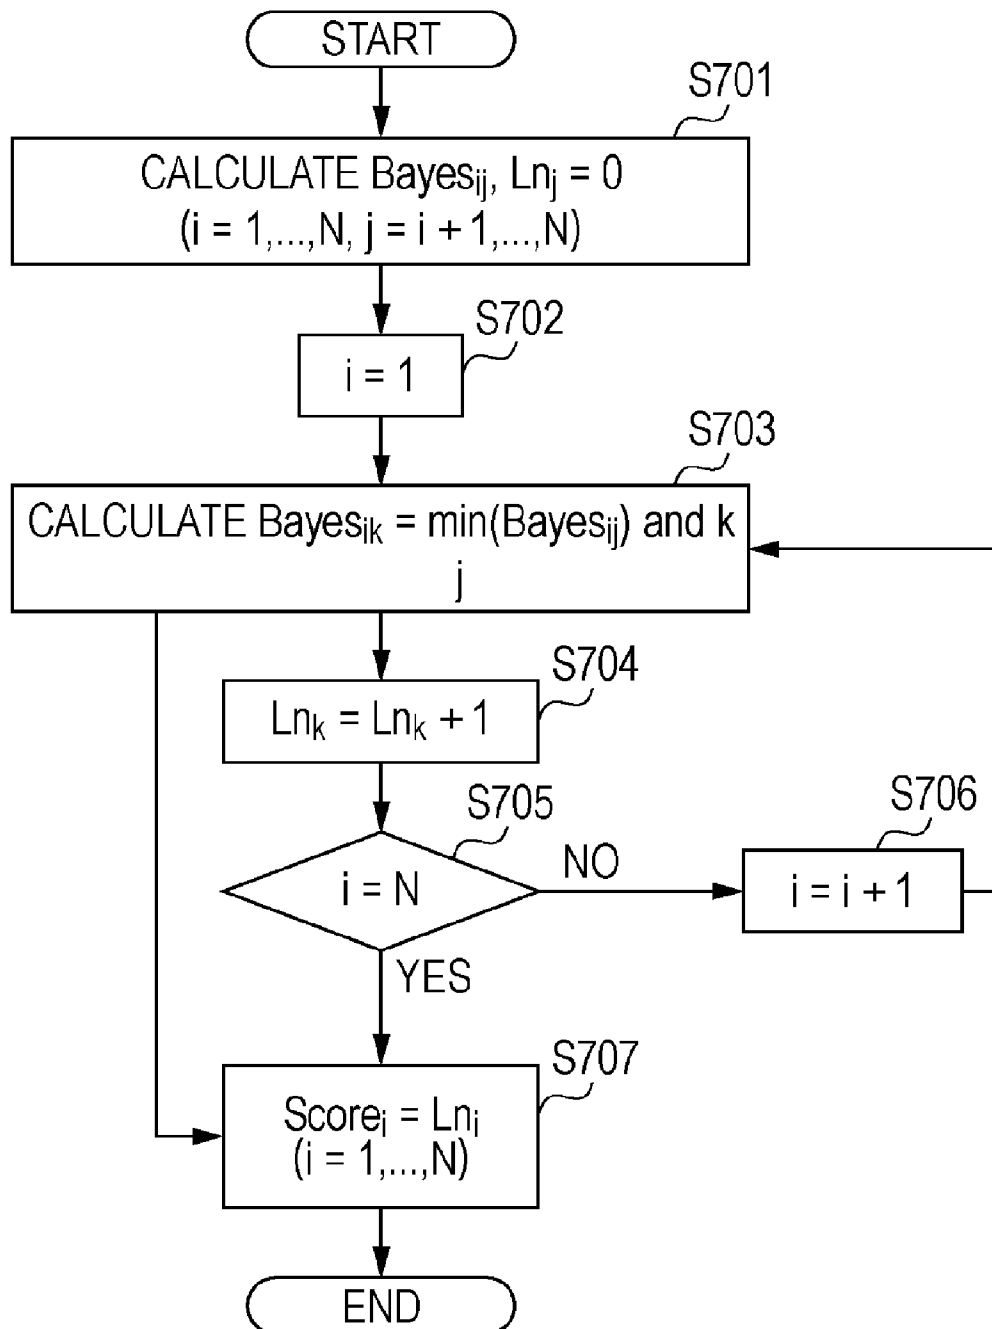 START
S701
CALCULATE Bayesij, Lnj = 0
(i = 1,...,N, j = i + 1,...,N)
S702
i = 1
S703
CALCULATE Bayesik = min(Bayesij) and k
j
S704
Lnk = Lnk + 1
S705
i = N
NO
S706
i = i + 1
YES
S707
Scorei = Lni
(i = 1,...,N)
END